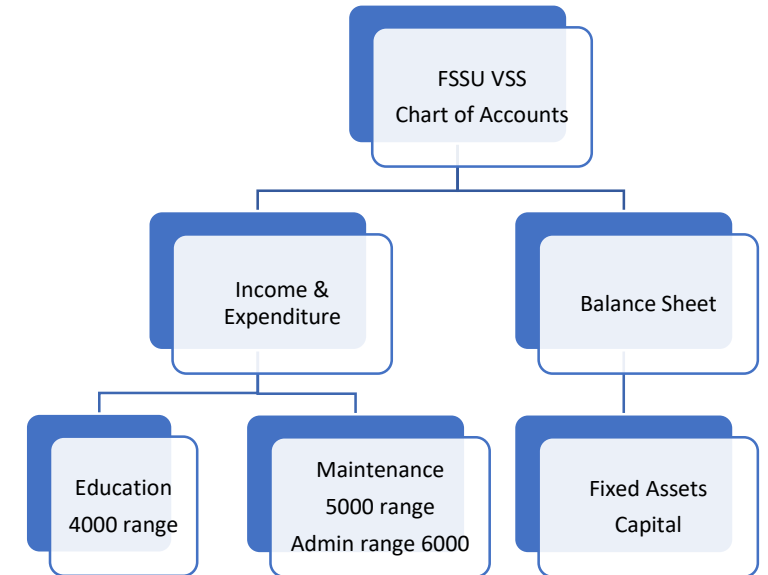 FSSU VSS
Chart of Accounts
Income &
Expenditure
Balance Sheet
Education
4000 range
Maintenance
5000 range
Admin range 6000
Fixed Assets
Capital